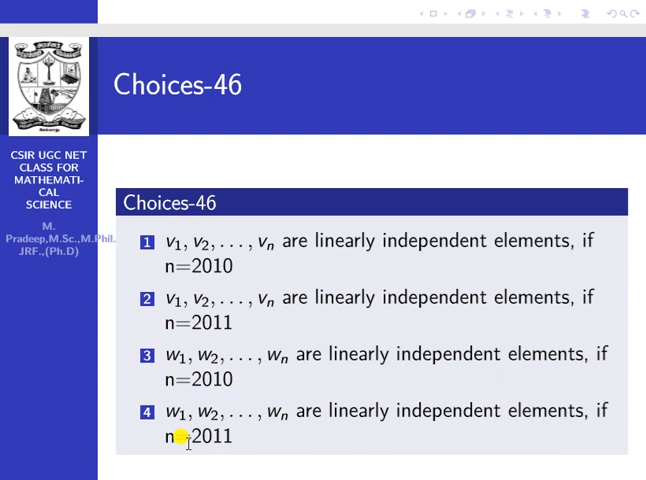 Choices-46
CSIR UGC NET
CLASS FOR
MATHEMATI-
CAL
SCIENCE
M.
Pradeep,M.Sc.,M.Phil.
JRF.,(Ph.D)
Choices-46
1 v₁, v₂, . . . , vₙ are linearly independent elements, if
n=2010
2 v₁, v₂, . . . , vₙ are linearly independent elements, if
n=2011
3 w₁, w₂, . . . , wₙ are linearly independent elements, if
n=2010
4 w₁, w₂, . . . , wₙ are linearly independent elements, if
n=2011